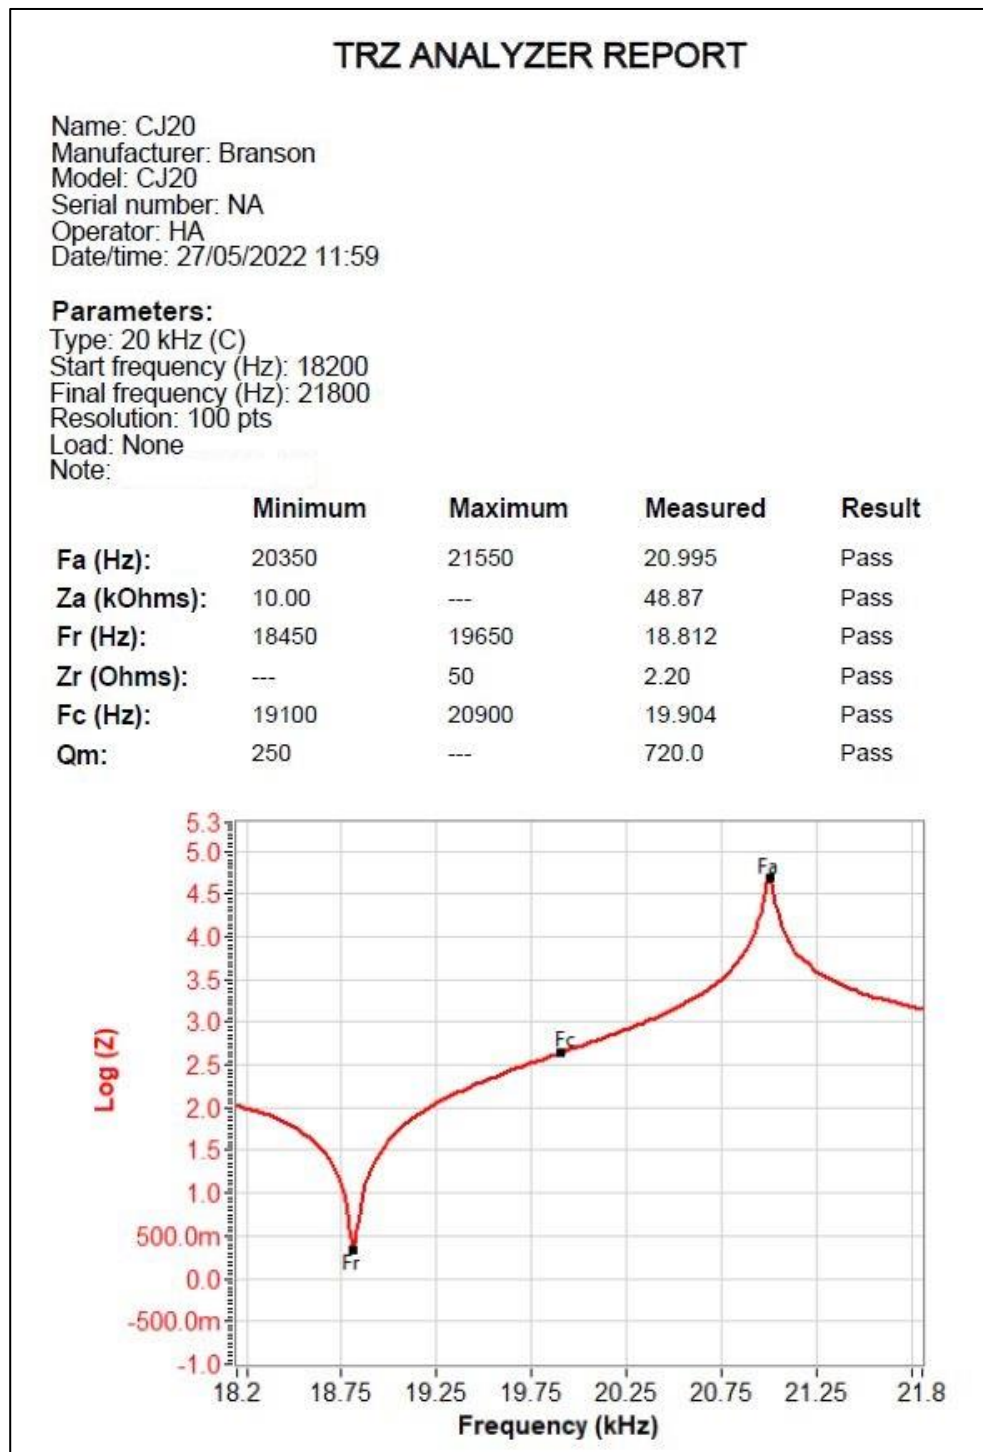 TRZ ANALYZER REPORT
Name: CJ20
Manufacturer: Branson
Model: CJ20
Serial number: NA
Operator: HA
Date/time: 27/05/2022 11:59
Parameters:
Type: 20 kHz (C)
Start frequency (Hz): 18200
Final frequency (Hz): 21800
Resolution: 100 pts
Load: None
Note:
Minimum Maximum Measured Result
Fa (Hz): 20350 21550 20.995 Pass
Za (kOhms): 10.00 --- 48.87 Pass
Fr (Hz): 18450 19650 18.812 Pass
Zr (Ohms): --- 50 2.20 Pass
Fc (Hz): 19100 20900 19.904 Pass
Qm: 250 --- 720.0 Pass
5.3
5.0
Fa
4.5
4.0
3.5
3.0
Fc
2.5
Log (Z)
2.0
1.5
1.0
500.0m
Fr
0.0
-500.0m
-1.0
18.2 18.75 19.25 19.75 20.25 20.75 21.25 21.8
Frequency (kHz)